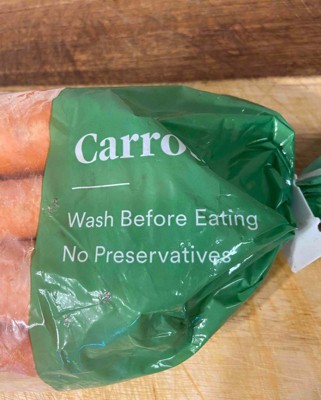 Carro
Wash Before Eating
No Preservatives